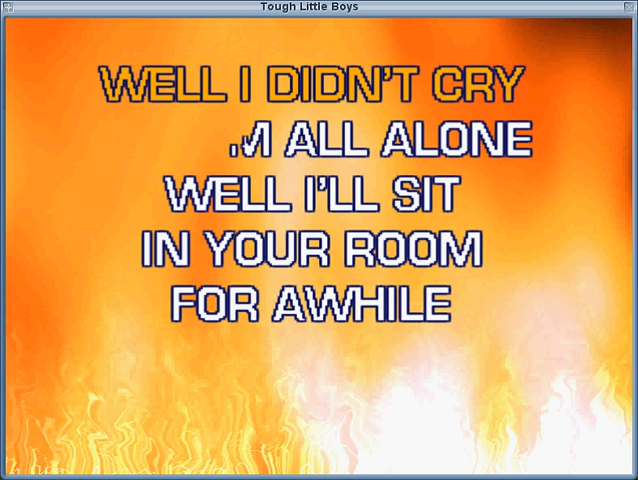 Tough Little Boys
WELL I DIDN'T CRY
ALL ALONE
WELL I'LL SIT
IN YOUR ROOM
FOR AWHILE